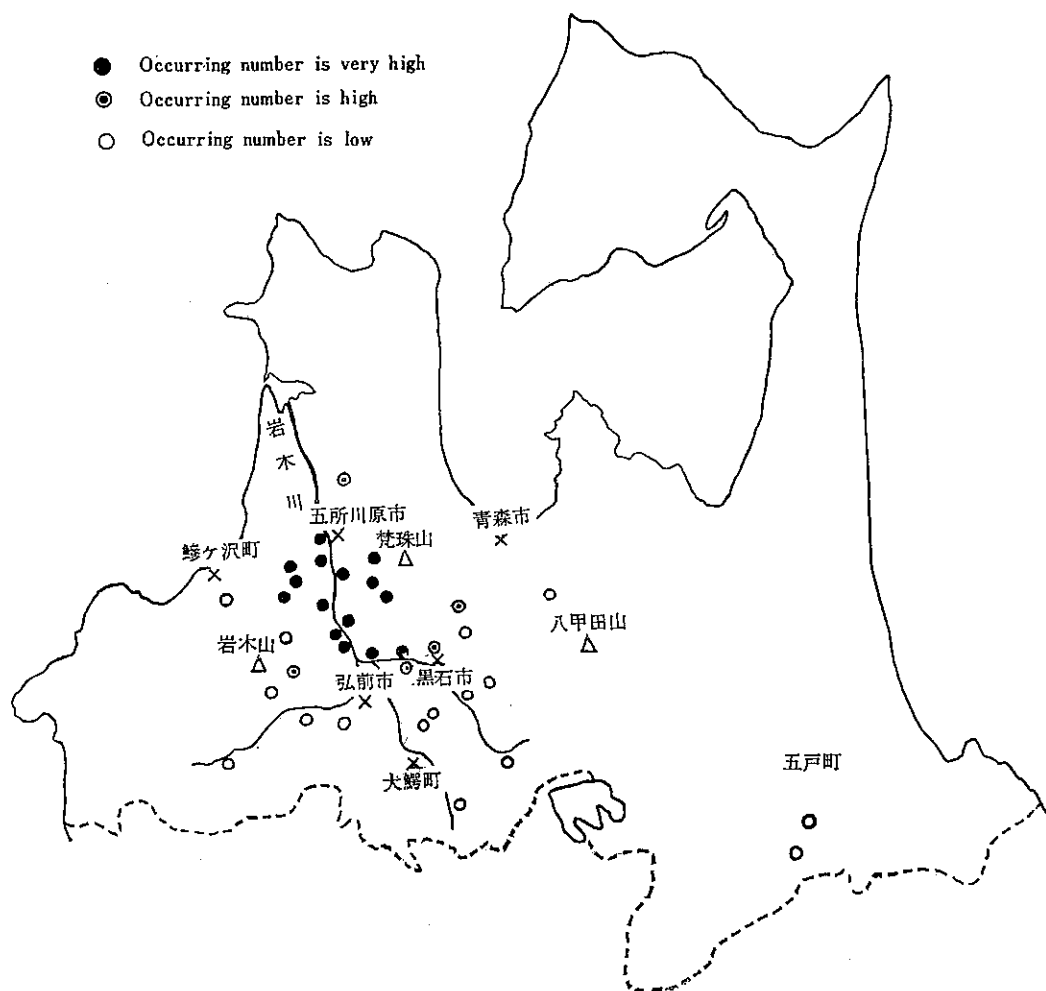 Occurring number is very high
Occurring number is high
Occurring number is low
岩木川
五所川原市
青森市
梵珠山
鰺ケ沢町
八甲田山
岩木山
弘前市
黒石市
五戸町
大鰐町